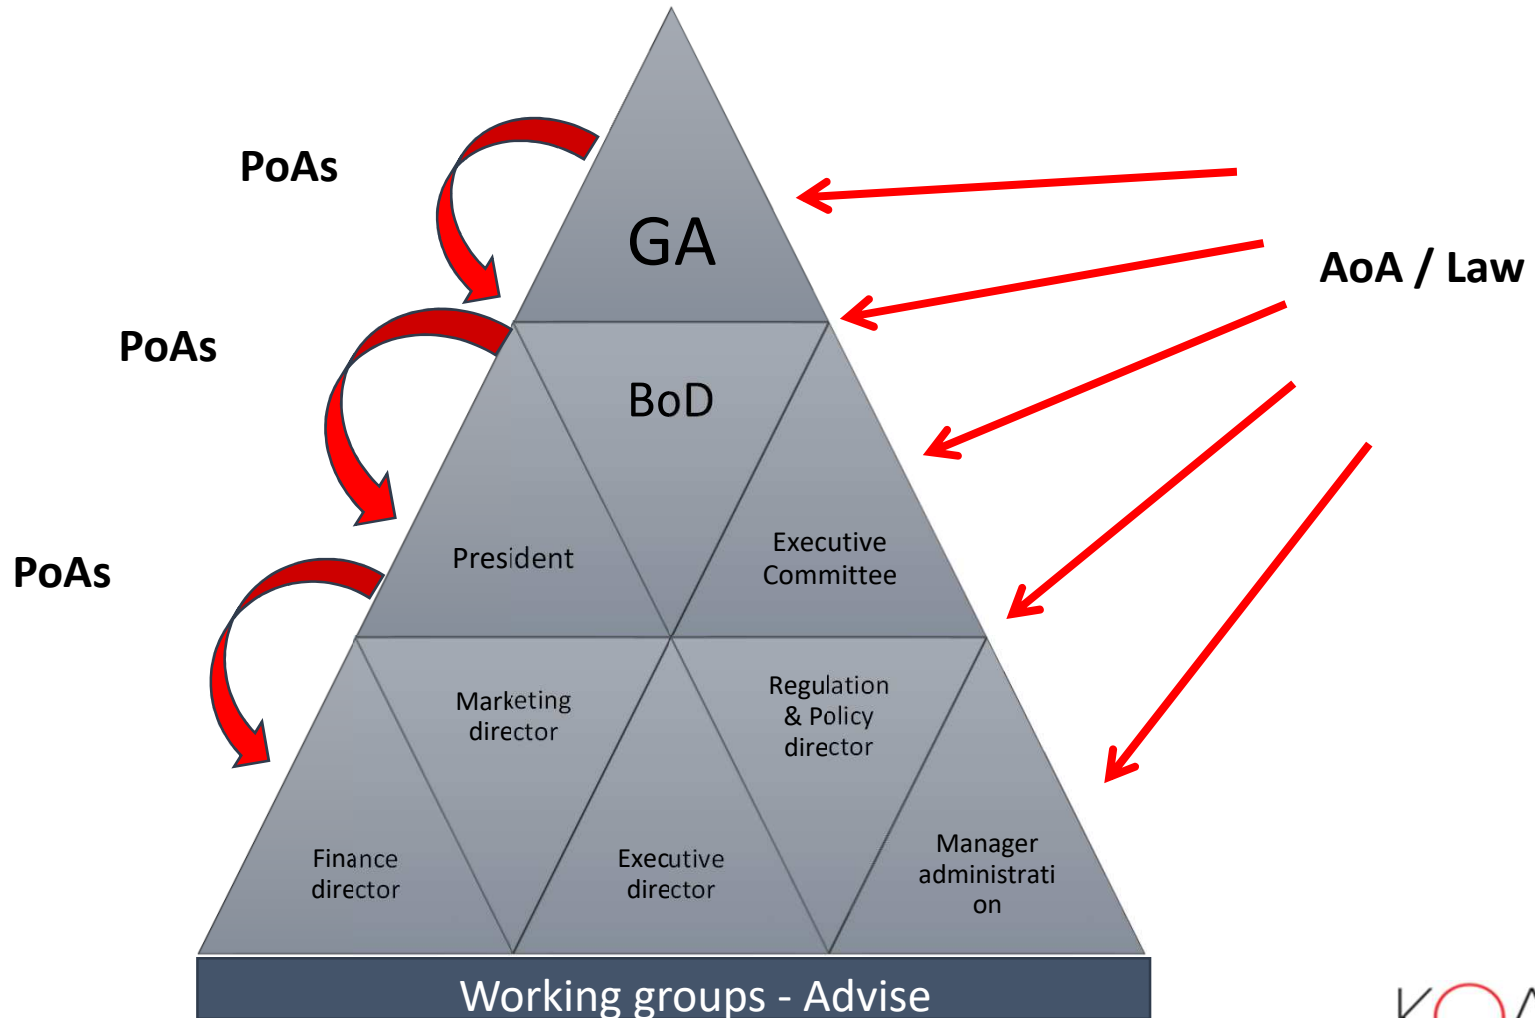 PoAs
GA
AoA / Law
PoAs
BoD
President
Executive
Committee
PoAs
Marketing
director
Regulation
& Policy
director
Finance
director
Executive
director
Manager
administrati
on
Working groups - Advise